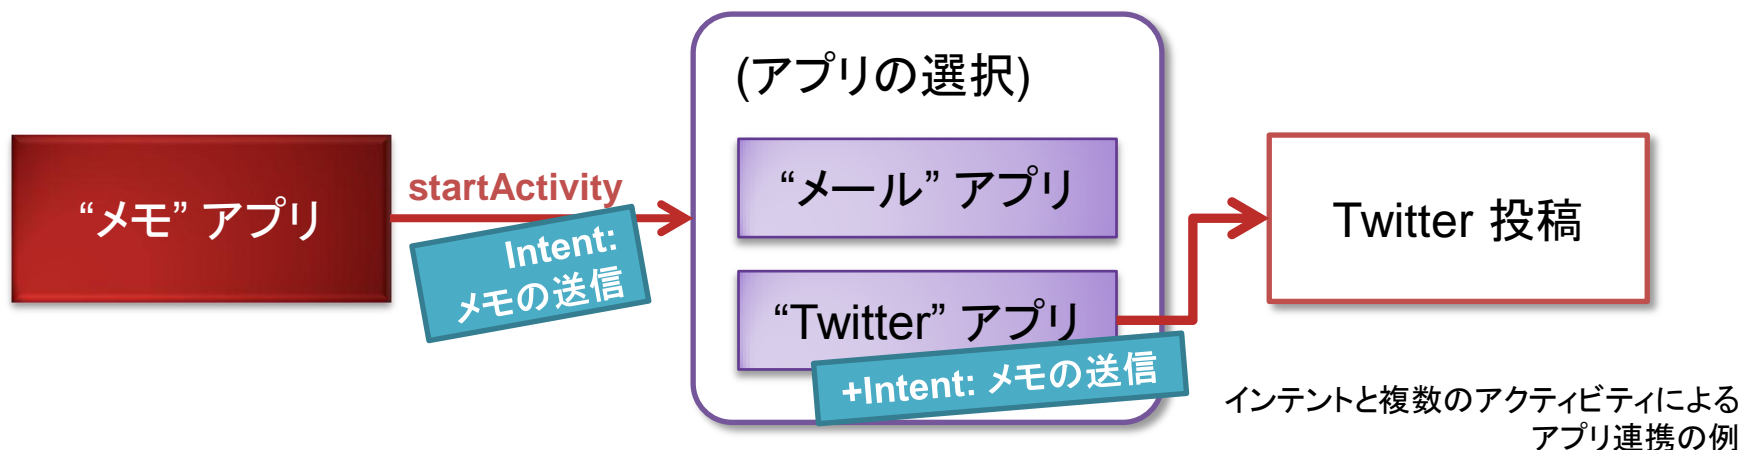 “メモ” アプリ
startActivity
Intent:
メモの送信
(アプリの選択)
“メール” アプリ
“Twitter” アプリ
+Intent: メモの送信
Twitter 投稿
インテントと複数のアクティビティによる
アプリ連携の例